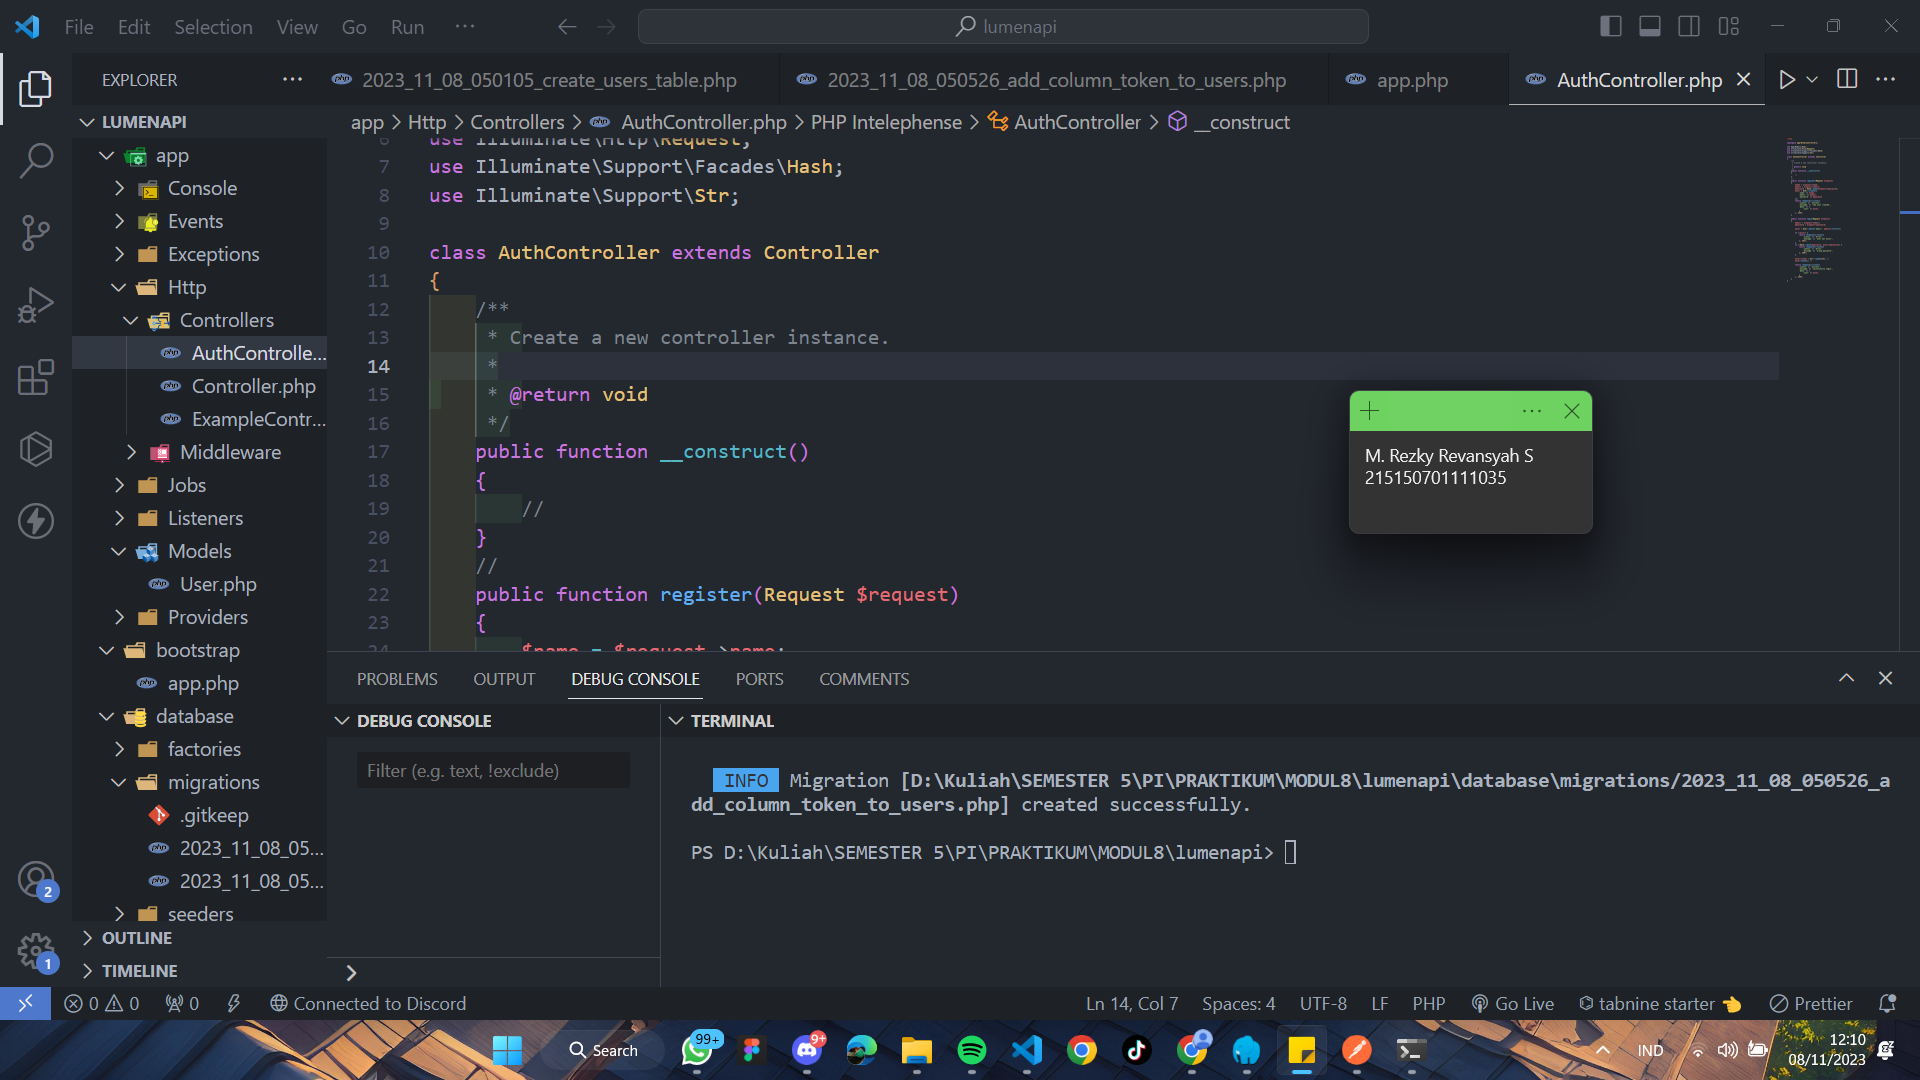 File Edit Selection View Go Run ···
lumenapi
EXPLORER
2023_11_08_050105_create_users_table.php
2023_11_08_050526_add_column_token_to_users.php
app.php
AuthController.php
LUMENAPI
app > Http > Controllers > AuthController.php > PHP Intelephense > AuthController > __construct
app
Console
Events
Exceptions
Http
Controllers
AuthControlle...
Controller.php
ExampleContr...
Middleware
Jobs
Listeners
Models
User.php
Providers
bootstrap
app.php
database
factories
migrations
.gitkeep
2023_11_08_05...
2023_11_08_05...
seeders
OUTLINE
TIMELINE
6 use Illuminate\Http\Request;
7 use Illuminate\Support\Facades\Hash;
8 use Illuminate\Support\Str;
9
10 class AuthController extends Controller
11 {
12 /**
13 * Create a new controller instance.
14 *
15 * @return void
16 */
17 public function __construct()
18 {
19 //
20 }
21 //
22 public function register(Request $request)
23 {
24 $name = $request->name;
M. Rezky Revansyah S
215150701111035
PROBLEMS OUTPUT DEBUG CONSOLE PORTS COMMENTS
DEBUG CONSOLE
Filter (e.g. text, !exclude)
TERMINAL
INFO Migration [D:\Kuliah\SEMESTER 5\PI\PRAKTIKUM\MODUL8\lumenapi\database\migrations/2023_11_08_050526_a
dd_column_token_to_users.php] created successfully.
PS D:\Kuliah\SEMESTER 5\PI\PRAKTIKUM\MODUL8\lumenapi>
2
1
0 0 0 Connected to Discord
Ln 14, Col 7 Spaces: 4 UTF-8 LF PHP Go Live tabnine starter Prettier
Search
99+
9+
IND
12:10
08/11/2023